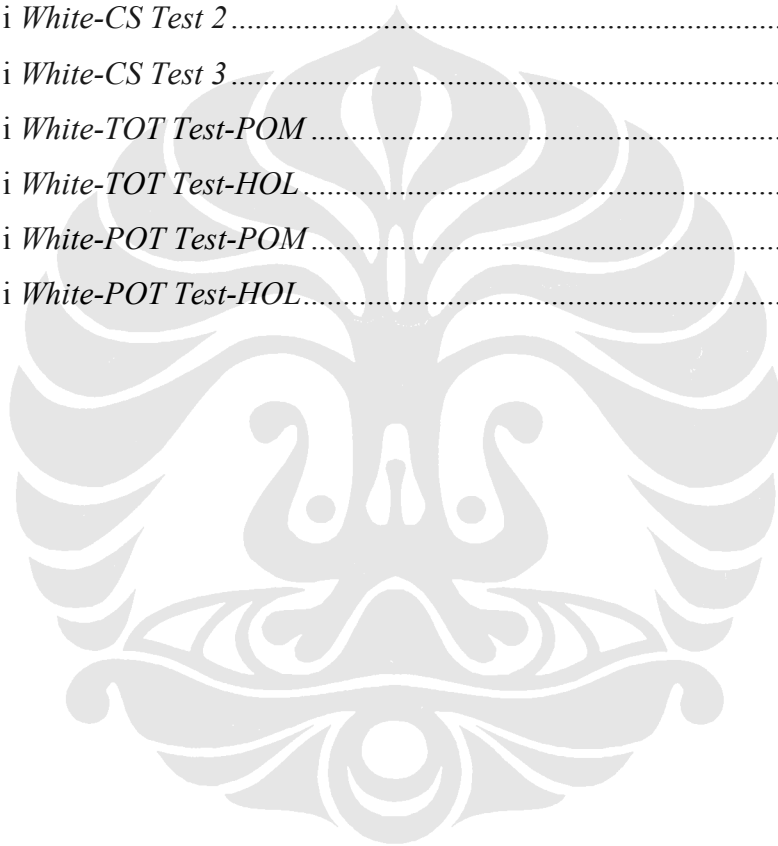 i White-CS Test 2...............................................................................
i White-CS Test 3...............................................................................
i White-TOT Test-POM....................................................................
i White-TOT Test-HOL.....................................................................
i White-POT Test-POM....................................................................
i White-POT Test-HOL.....................................................................